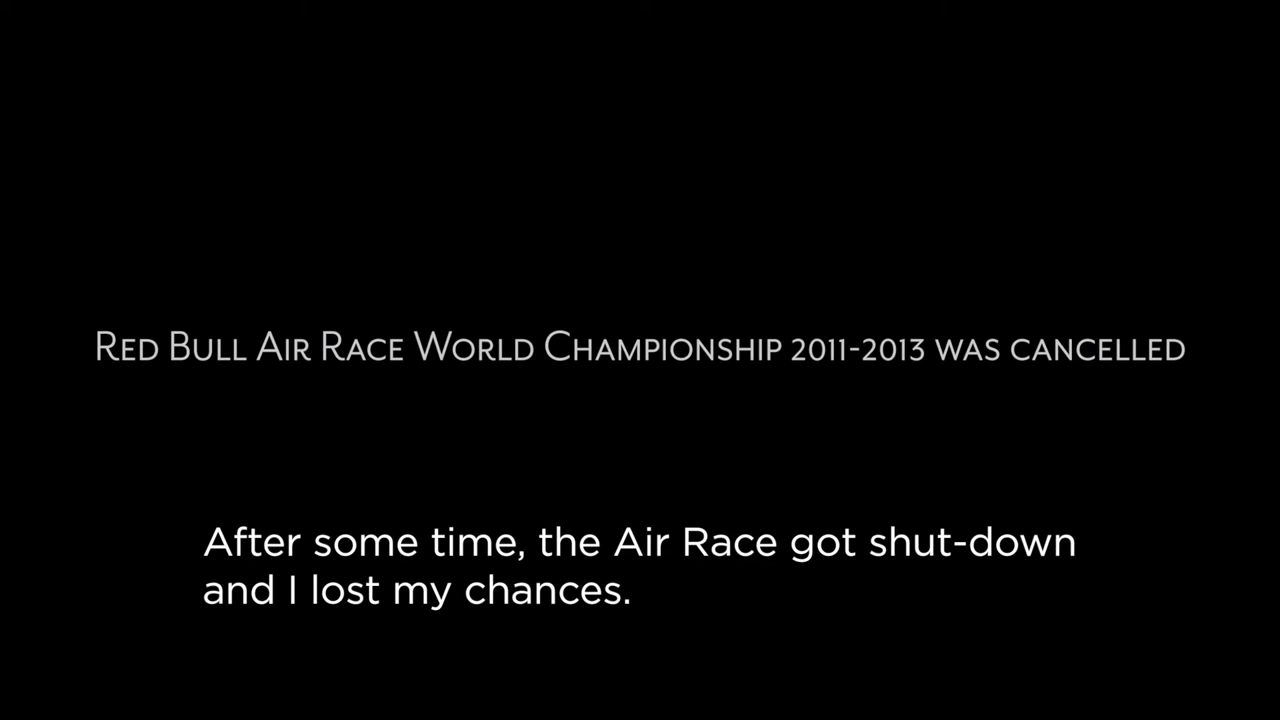 Red Bull Air Race World Championship 2011-2013 was cancelled
After some time, the Air Race got shut-down
and I lost my chances.